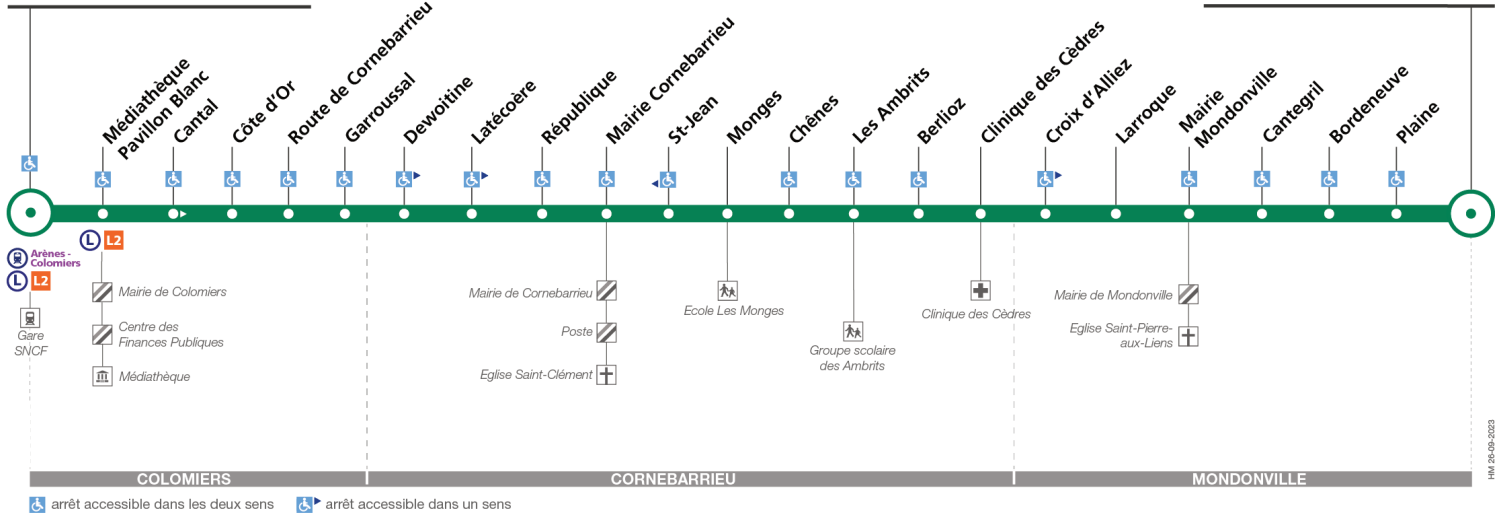 Médiathèque
Pavillon Blanc
Cantal
Côte d'Or
Route de Cornebarrieu
Garroussal
Dewoitine
Latécoère
République
Mairie Cornebarrieu
St-Jean
Monges
Chênes
Les Ambrits
Berlioz
Clinique des Cèdres
Croix d'Alliez
Larroque
Mairie
Mondonville
Cantegril
Bordeneuve
Plaine
Arènes -
Colomiers
L L2
Gare
SNCF
L L2
Mairie de Colomiers
Centre des
Finances Publiques
Médiathèque
Mairie de Cornebarrieu
Poste
Eglise Saint-Clément
Ecole Les Monges
Groupe scolaire
des Ambrits
Clinique des Cèdres
Mairie de Mondonville
Eglise Saint-Pierre-
aux-Liens
HM 26-09-2023
COLOMIERS
CORNEBARRIEU
MONDONVILLE
arrêt accessible dans les deux sens
arrêt accessible dans un sens